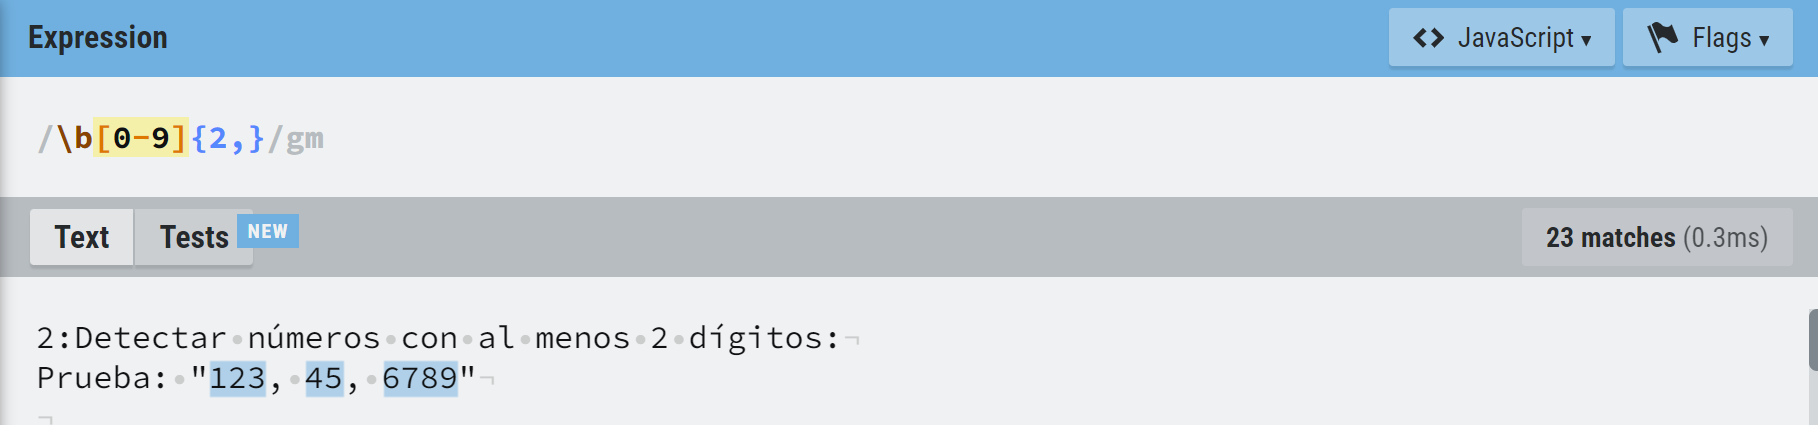 Expression
JavaScript ▾
Flags ▾
/\b[0-9]{2,}/gm
Text
Tests
NEW
23 matches (0.3ms)
2:Detectar números con al menos 2 dígitos:
Prueba: "123, 45, 6789"